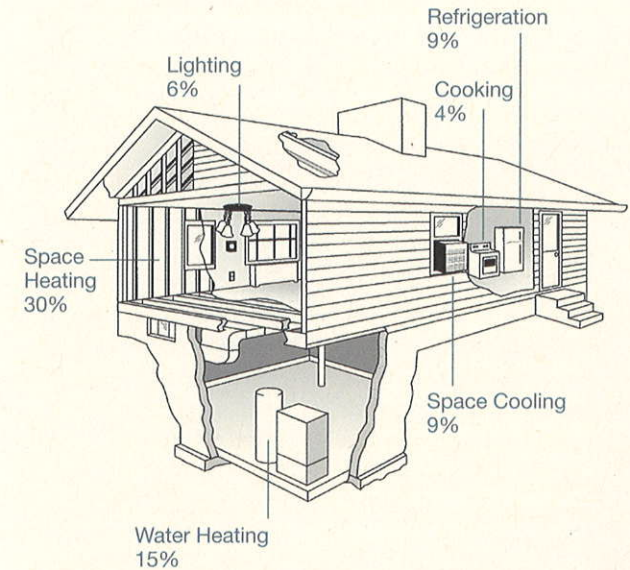 Refrigeration
9%
Lighting
6%
Cooking
4%
Space
Heating
30%
Space Cooling
9%
Water Heating
15%